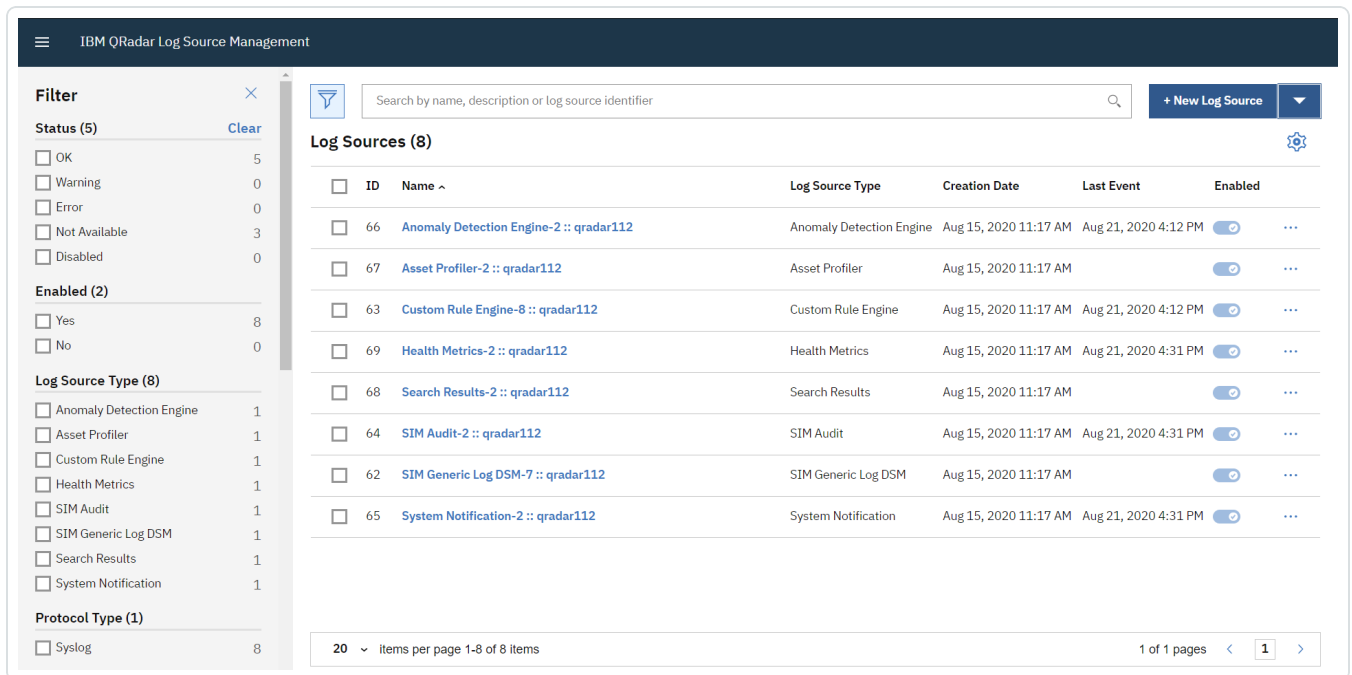 IBM QRadar Log Source Management
Filter
Status (5) Clear
OK 5
Warning 0
Error 0
Not Available 3
Disabled 0
Enabled (2)
Yes 8
No 0
Log Source Type (8)
Anomaly Detection Engine 1
Asset Profiler 1
Custom Rule Engine 1
Health Metrics 1
SIM Audit 1
SIM Generic Log DSM 1
Search Results 1
System Notification 1
Protocol Type (1)
Syslog 8
Search by name, description or log source identifier
+ New Log Source
Log Sources (8)
ID Name Log Source Type Creation Date Last Event Enabled
66 Anomaly Detection Engine-2 :: qradar112 Anomaly Detection Engine Aug 15, 2020 11:17 AM Aug 21, 2020 4:12 PM
67 Asset Profiler-2 :: qradar112 Asset Profiler Aug 15, 2020 11:17 AM
63 Custom Rule Engine-8 :: qradar112 Custom Rule Engine Aug 15, 2020 11:17 AM Aug 21, 2020 4:12 PM
69 Health Metrics-2 :: qradar112 Health Metrics Aug 15, 2020 11:17 AM Aug 21, 2020 4:31 PM
68 Search Results-2 :: qradar112 Search Results Aug 15, 2020 11:17 AM
64 SIM Audit-2 :: qradar112 SIM Audit Aug 15, 2020 11:17 AM Aug 21, 2020 4:31 PM
62 SIM Generic Log DSM-7 :: qradar112 SIM Generic Log DSM Aug 15, 2020 11:17 AM
65 System Notification-2 :: qradar112 System Notification Aug 15, 2020 11:17 AM Aug 21, 2020 4:31 PM
20 items per page 1-8 of 8 items 1 of 1 pages 1